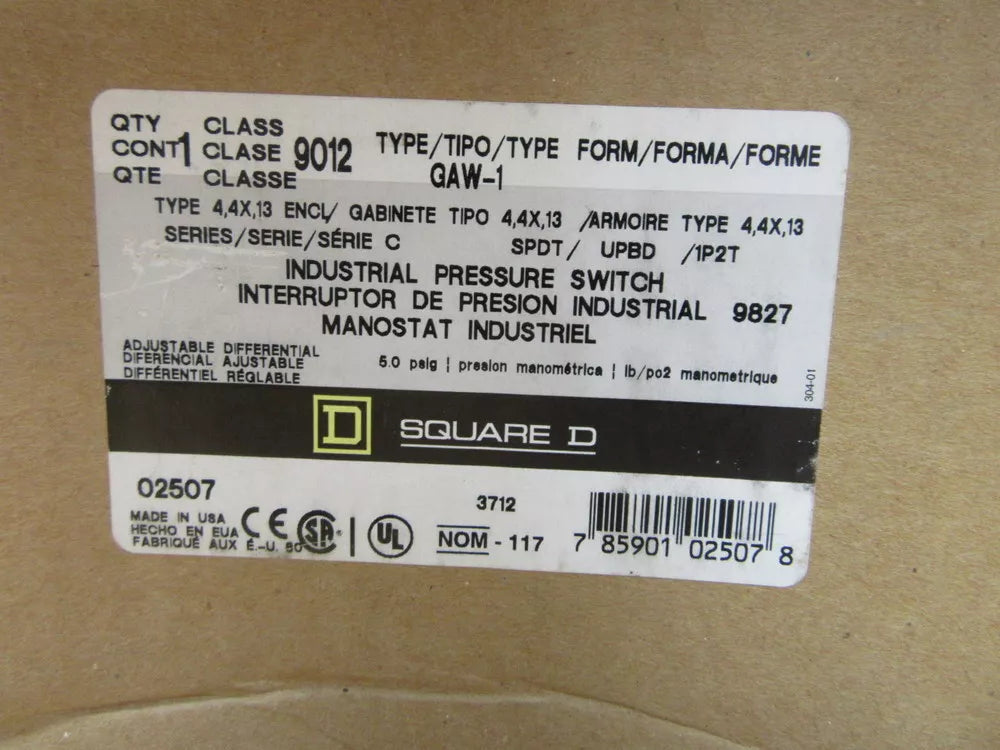 QTY CLASS
CONT 1 CLASE 9012 TYPE/TIPO/TYPE FORM/FORMA/FORME
QTE CLASSE GAW-1
TYPE 4,4X,13 ENCL/ GABINETE TIPO 4,4X,13 /ARMOIRE TYPE 4,4X,13
SERIES/SERIE/SÉRIE C SPDT/ UPBD /1P2T
INDUSTRIAL PRESSURE SWITCH
INTERRUPTOR DE PRESION INDUSTRIAL 9827
MANOSTAT INDUSTRIEL
ADJUSTABLE DIFFERENTIAL
DIFERENCIAL AJUSTABLE 5.0 psig | presion manométrica | lb/po2 manometrique
DIFFÉRENTIEL RÉGLABLE
304-01
D SQUARE D
02507
3712
MADE IN USA
HECHO EN EUA CE SA UL NOM - 117
FABRIQUÉ AUX É.-U. 50
7 85901 02507 8